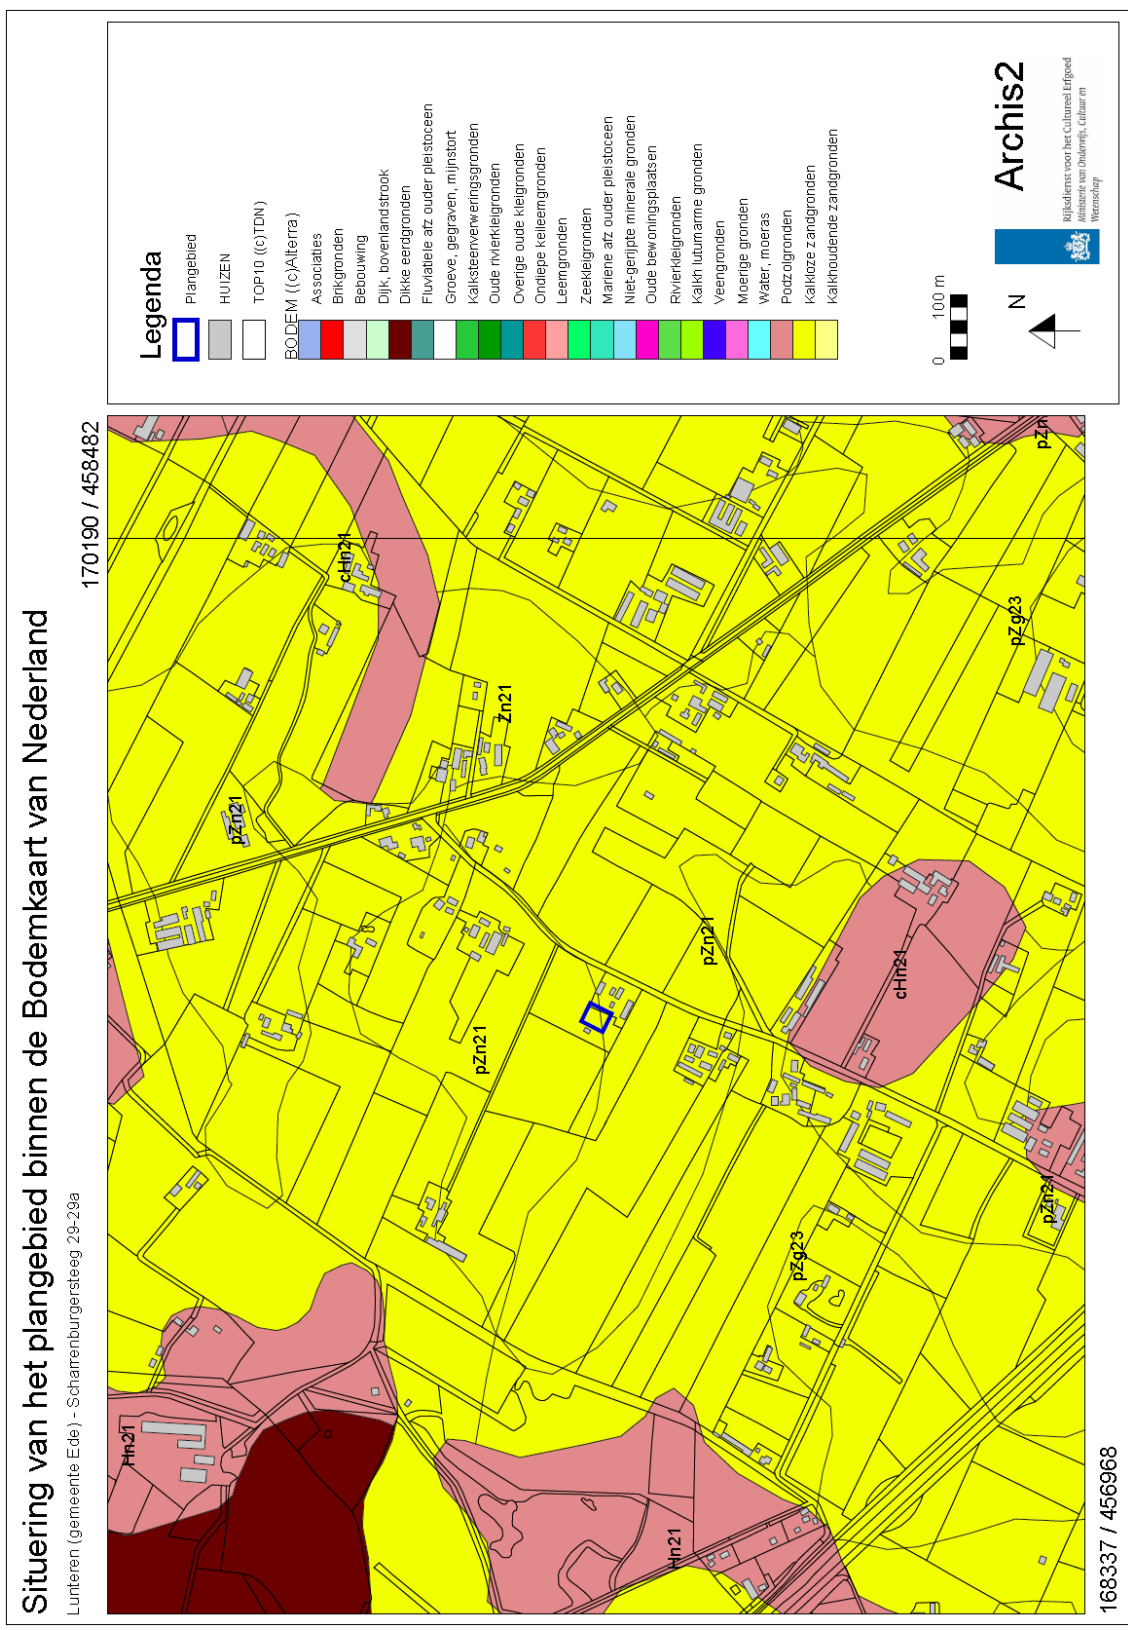 Situering van het plangebied binnen de Bodemkaart van Nederland
Lunteren (gemeente Ede) - Scharrenburgersteeg 29-29a
170190 / 458482
168337 / 456968
Hn21
Hn21
pZn21
cHn21
Zn21
pZn21
pZn21
cHn21
pZg23
pZn21
pZg23
pZn
Legenda
Plangebied
HUIZEN
TOP10 ((c)TDN)
BODEM ((c)Alterra)
Associaties
Brikgronden
Bebouwing
Dijk, bovenlandstrook
Dikke eerdgronden
Fluviatiele afz ouder pleistoceen
Groeve, gegraven, mijnstort
Kalksteenverweringsgronden
Oude rivierkleigronden
Overige oude kleigronden
Ondiepe keileemgronden
Leemgronden
Zeekleigronden
Mariene afz ouder pleistoceen
Niet-gerijpte minerale gronden
Oude bewoningsplaatsen
Rivierkleigronden
Kalkh lutumarme gronden
Veengronden
Moerige gronden
Water, moeras
Podzolgronden
Kalkloze zandgronden
Kalkhoudende zandgronden
0 100 m
N
Archis2
Rijksdienst voor het Cultureel Erfgoed
Ministerie van Onderwijs, Cultuur en
Wetenschap